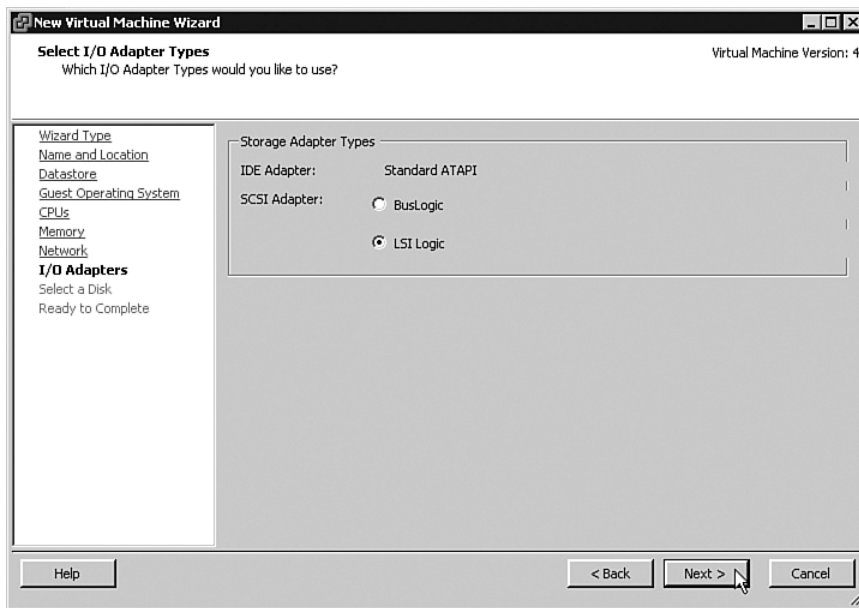 New Virtual Machine Wizard
Select I/O Adapter Types
Which I/O Adapter Types would you like to use?
Virtual Machine Version: 4
Wizard Type
Name and Location
Datastore
Guest Operating System
CPUs
Memory
Network
I/O Adapters
Select a Disk
Ready to Complete
Storage Adapter Types
IDE Adapter: Standard ATAPI
SCSI Adapter: BusLogic
LSI Logic
Help
< Back
Next >
Cancel